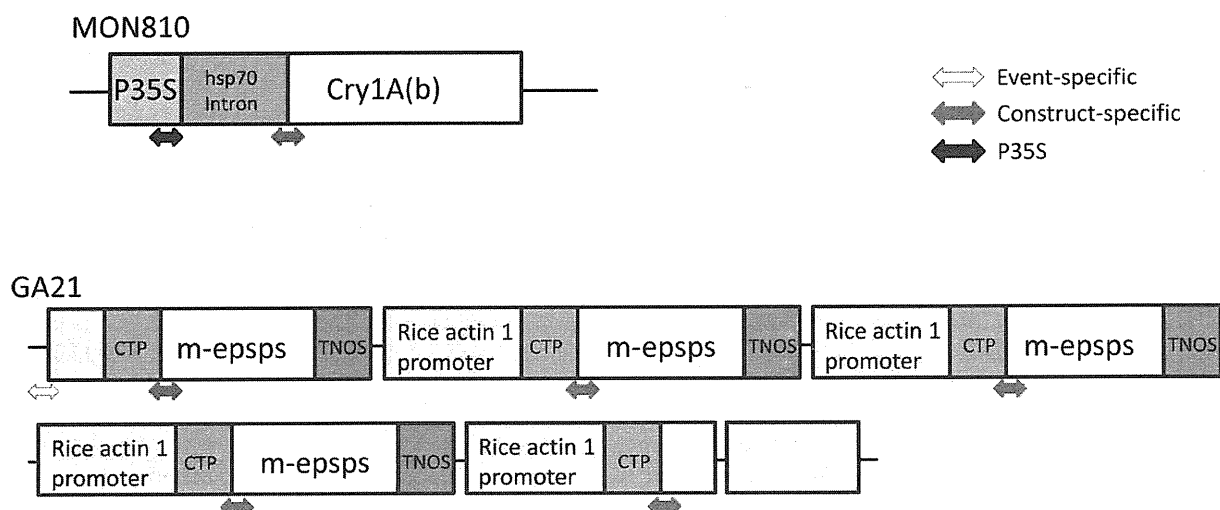 MON810
P35S
hsp70
Intron
Cry1A(b)
Event-specific
Construct-specific
P35S
GA21
CTP
m-epsps
TNOS
Rice actin 1
promoter
CTP
m-epsps
TNOS
Rice actin 1
promoter
CTP
m-epsps
TNOS
Rice actin 1
promoter
CTP
m-epsps
TNOS
Rice actin 1
promoter
CTP